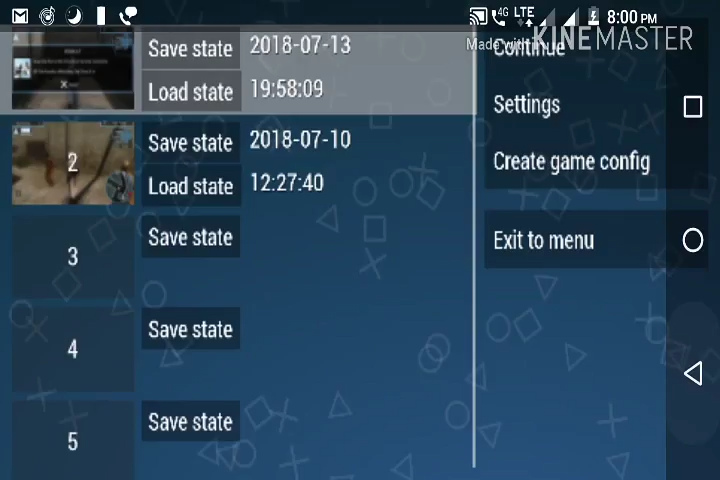 4G LTE 8:00 PM
Made with KINEMASTER
Save state 2018-07-13
Load state 19:58:09
2
Save state 2018-07-10
Load state 12:27:40
3
Save state
4
Save state
5
Save state
Continue
Settings
Create game config
Exit to menu